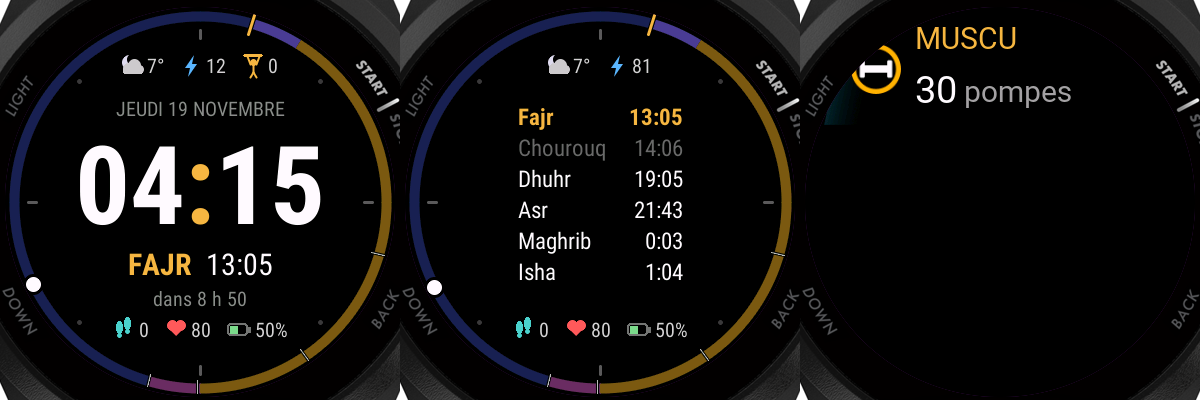 LIGHT
START
STO
DOWN
BACK
7° 12 0
JEUDI 19 NOVEMBRE
04:15
FAJR 13:05
dans 8 h 50
0 80 50%
LIGHT
START
STO
DOWN
BACK
7° 81
Fajr 13:05
Chourouq 14:06
Dhuhr 19:05
Asr 21:43
Maghrib 0:03
Isha 1:04
0 80 50%
LIGHT
START
DOWN
BACK
MUSCU
30 pompes